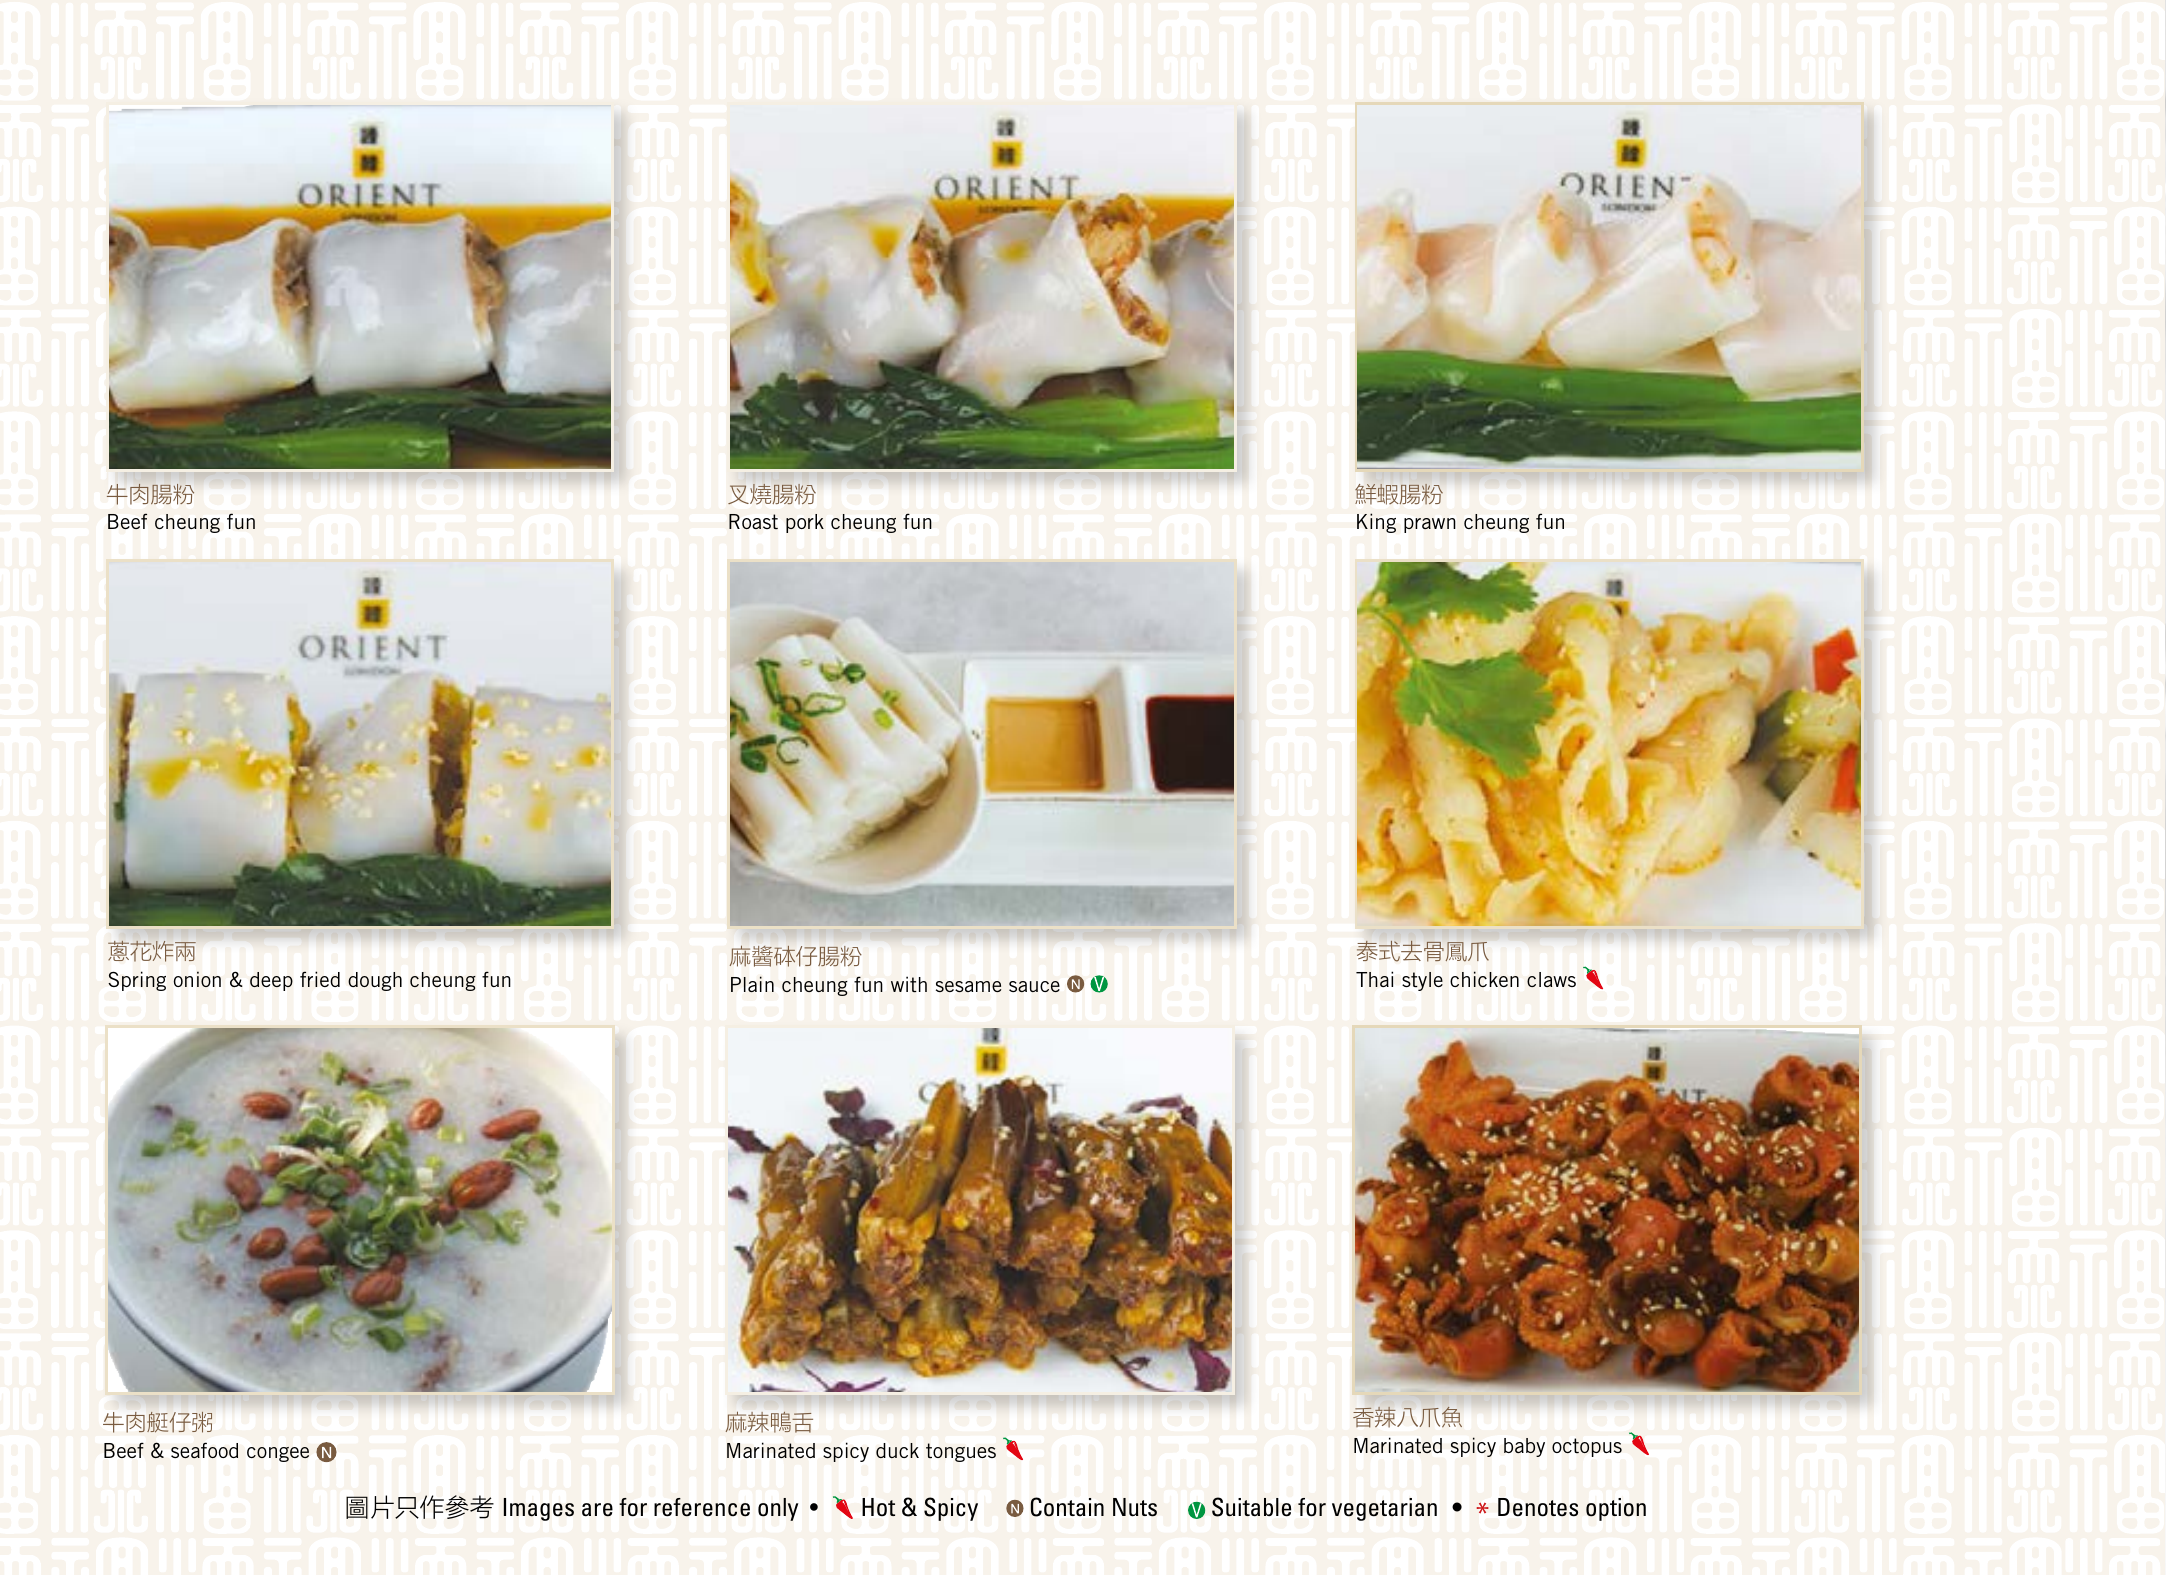 ORIENT
LONDON
ORIENT
LONDON
ORIENT
LONDON
牛肉腸粉
Beef cheung fun
叉燒腸粉
Roast pork cheung fun
鮮蝦腸粉
King prawn cheung fun
ORIENT
LONDON
蔥花炸兩
Spring onion & deep fried dough cheung fun
麻醬砵仔腸粉
Plain cheung fun with sesame sauce N V
泰式去骨鳳爪
Thai style chicken claws
牛肉艇仔粥
Beef & seafood congee N
麻辣鴨舌
Marinated spicy duck tongues
香辣八爪魚
Marinated spicy baby octopus
圖片只作參考 Images are for reference only • Hot & Spicy N Contain Nuts V Suitable for vegetarian • * Denotes option